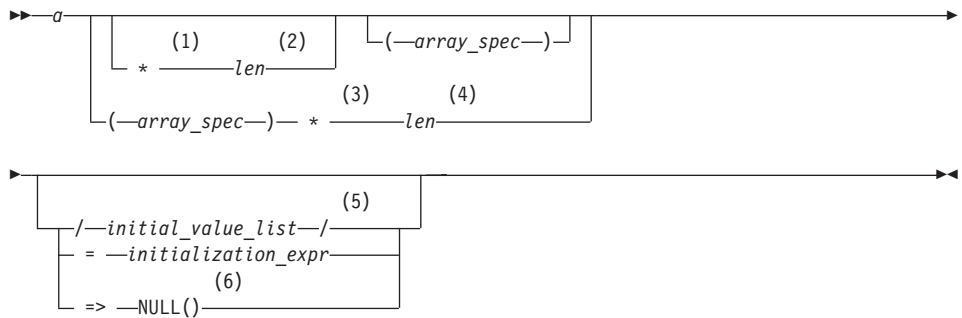 a
(1) (2) ( array_spec )
* len
(3) (4)
( array_spec ) * len
(5)
/ initial_value_list /
= initialization_expr
(6)
=> NULL()